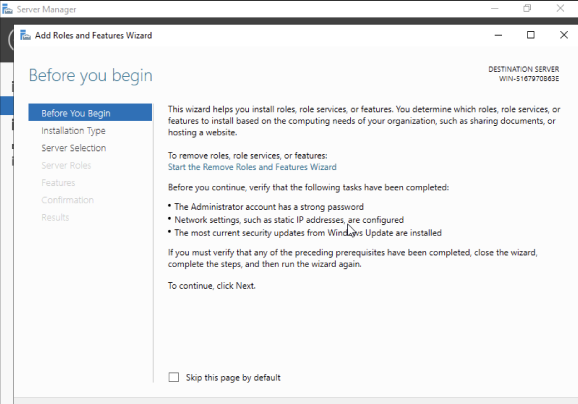 Server Manager
Add Roles and Features Wizard
Before you begin
DESTINATION SERVER
WIN-5167970863E
Before You Begin
Installation Type
Server Selection
Server Roles
Features
Confirmation
Results
This wizard helps you install roles, role services, or features. You determine which roles, role services, or
features to install based on the computing needs of your organization, such as sharing documents, or
hosting a website.
To remove roles, role services, or features:
Start the Remove Roles and Features Wizard
Before you continue, verify that the following tasks have been completed:
• The Administrator account has a strong password
• Network settings, such as static IP addresses, are configured
• The most current security updates from Windows Update are installed
If you must verify that any of the preceding prerequisites have been completed, close the wizard,
complete the steps, and then run the wizard again.
To continue, click Next.
Skip this page by default